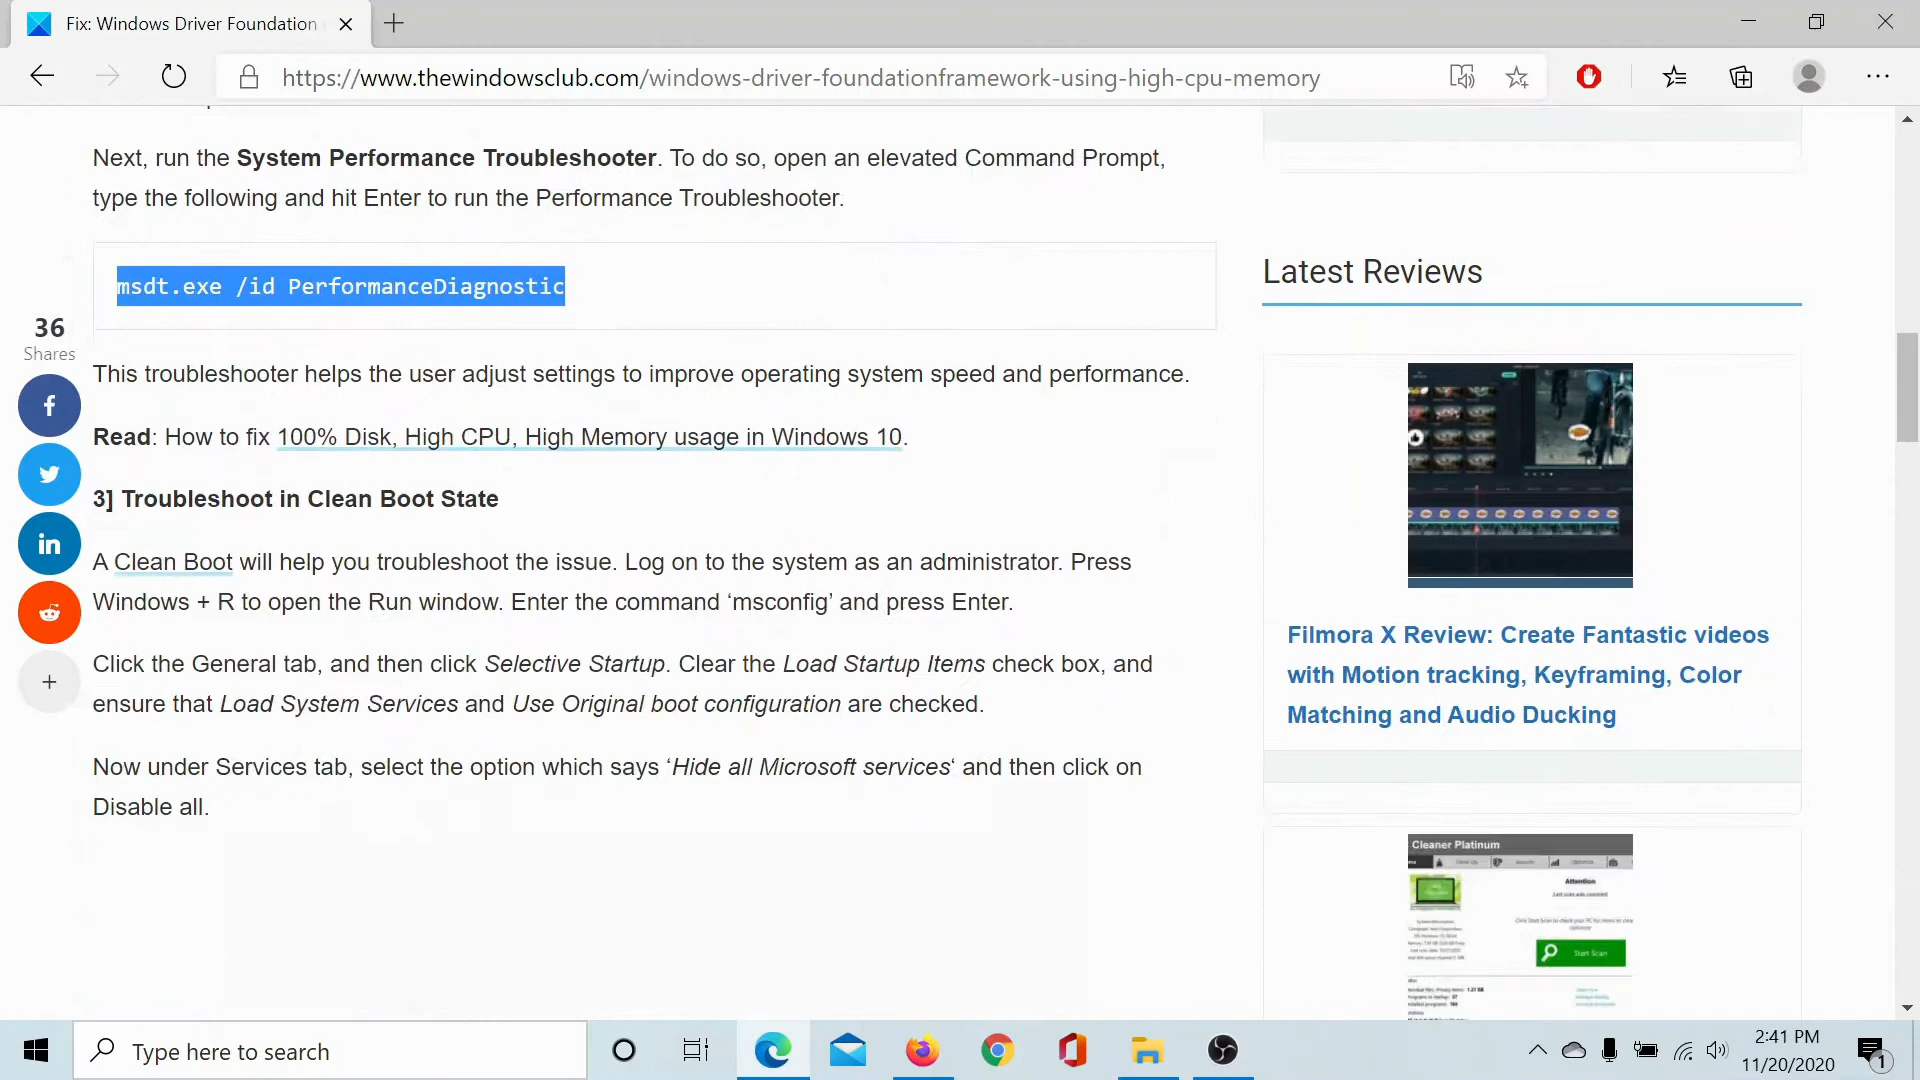 Fix: Windows Driver Foundation
https://www.thewindowsclub.com/windows-driver-foundationframework-using-high-cpu-memory
Next, run the System Performance Troubleshooter. To do so, open an elevated Command Prompt,
type the following and hit Enter to run the Performance Troubleshooter.
msdt.exe /id PerformanceDiagnostic
36
Shares
This troubleshooter helps the user adjust settings to improve operating system speed and performance.
Read: How to fix 100% Disk, High CPU, High Memory usage in Windows 10.
3] Troubleshoot in Clean Boot State
A Clean Boot will help you troubleshoot the issue. Log on to the system as an administrator. Press
Windows + R to open the Run window. Enter the command ‘msconfig’ and press Enter.
Click the General tab, and then click Selective Startup. Clear the Load Startup Items check box, and
ensure that Load System Services and Use Original boot configuration are checked.
Now under Services tab, select the option which says ‘Hide all Microsoft services‘ and then click on
Disable all.
Latest Reviews
Filmora X Review: Create Fantastic videos
with Motion tracking, Keyframing, Color
Matching and Audio Ducking
Cleaner Platinum
Attention
Start Scan
Type here to search
2:41 PM
11/20/2020
1